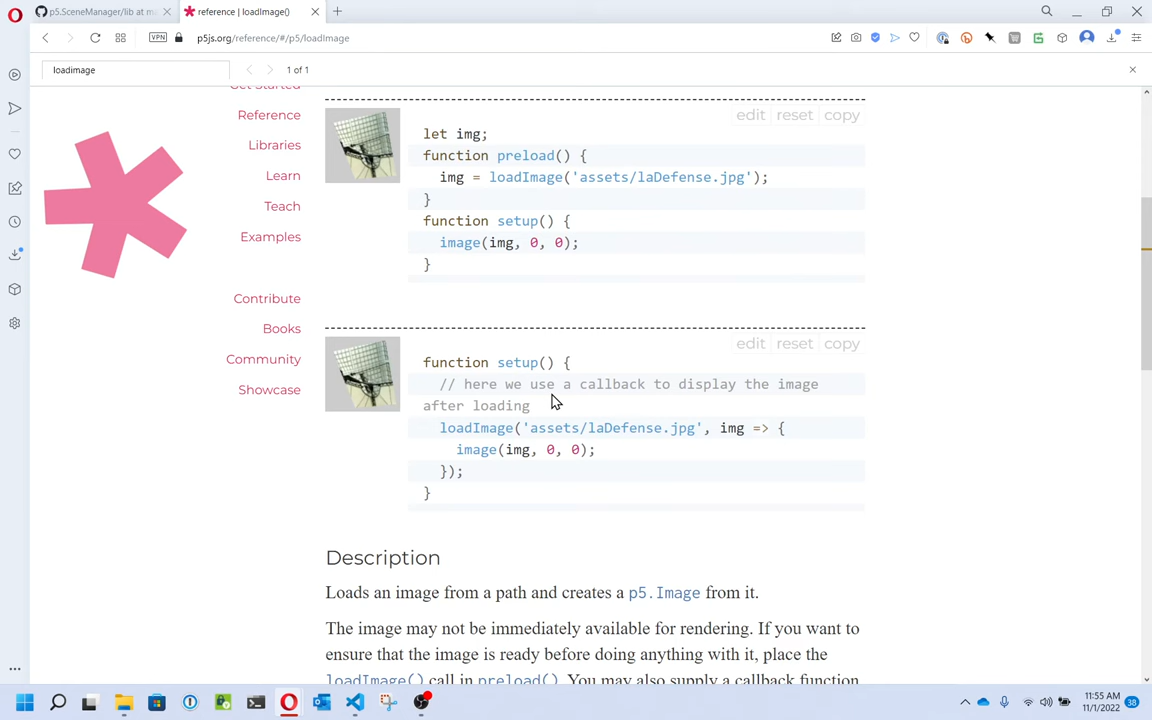 p5.SceneManager/lib at ma
reference | loadImage()
VPN
p5js.org/reference/#/p5/loadImage
loadimage
1 of 1
Get Started
Reference
Libraries
Learn
Teach
Examples
Contribute
Books
Community
Showcase
edit reset copy
let img;
function preload() {
img = loadImage('assets/laDefense.jpg');
}
function setup() {
image(img, 0, 0);
}
edit reset copy
function setup() {
// here we use a callback to display the image
after loading
loadImage('assets/laDefense.jpg', img => {
image(img, 0, 0);
});
}
Description
Loads an image from a path and creates a p5.Image from it.
The image may not be immediately available for rendering. If you want to
ensure that the image is ready before doing anything with it, place the
loadImage() call in preload(). You may also supply a callback function
11:55 AM
11/1/2022
38